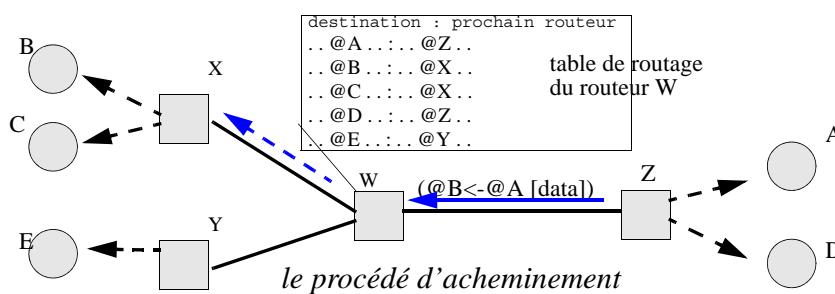 destination : prochain routeur
. . @A . . : . . @Z . .
. . @B . . : . . @X . .
. . @C . . : . . @X . .
. . @D . . : . . @Z . .
. . @E . . : . . @Y . .
table de routage
du routeur W
B
X
C
A
W
(@B<-@A [data])
Z
Y
E
D
le procédé d'acheminement